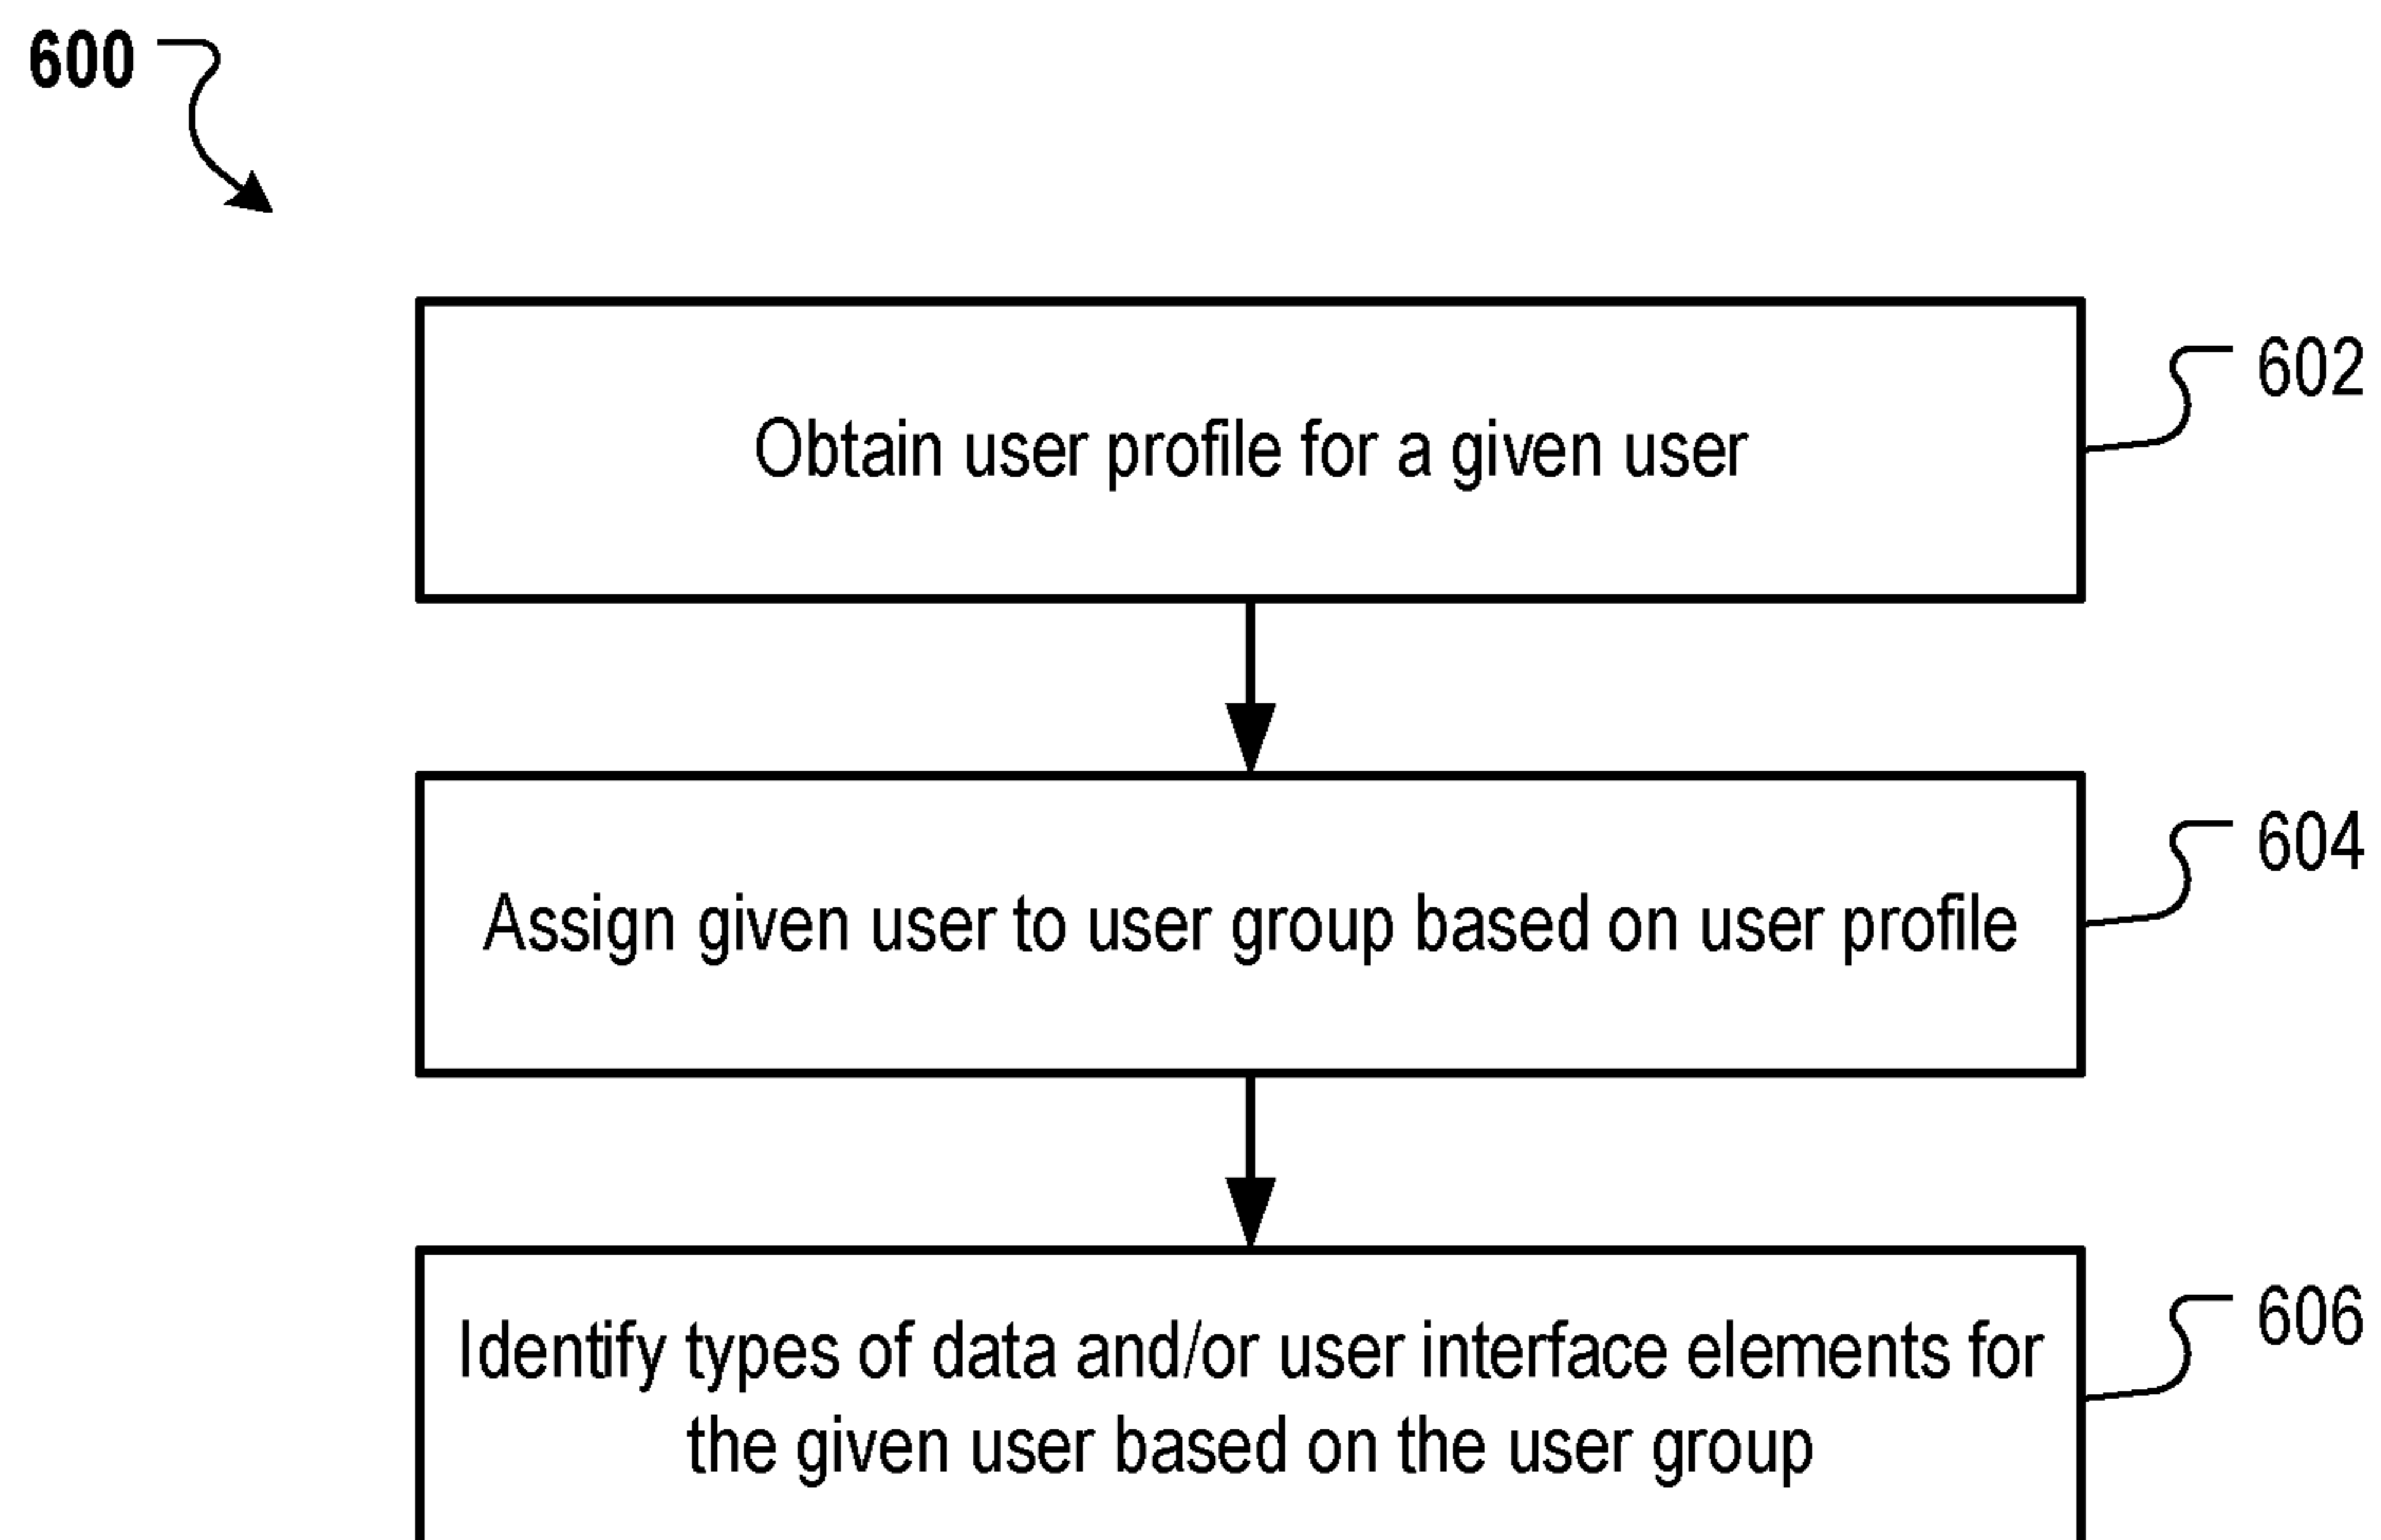 600
602
Obtain user profile for a given user
604
Assign given user to user group based on user profile
606
Identify types of data and/or user interface elements for
the given user based on the user group